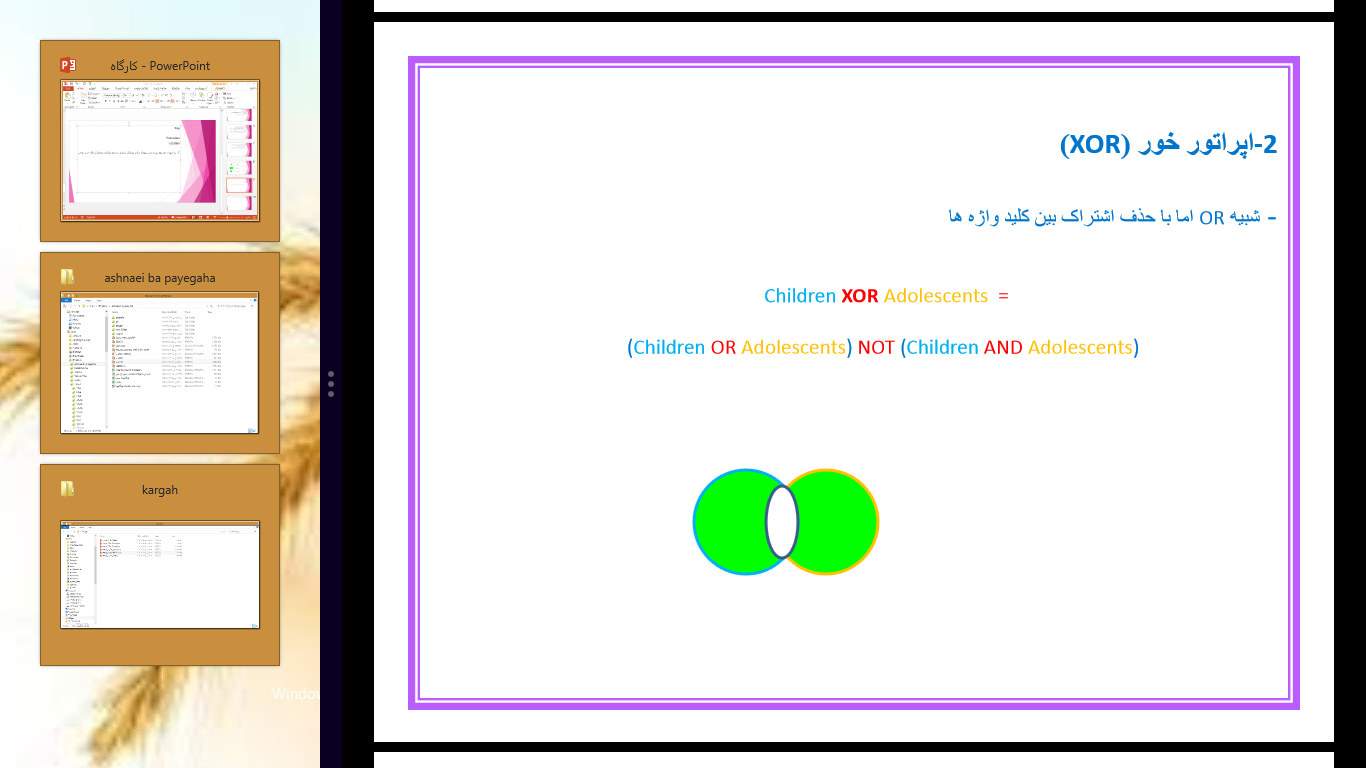 کارگاه - PowerPoint
ashnaei ba payegaha
kargah
Window
2-اپراتور خور (XOR)
- شبیه OR اما با حذف اشتراک بین کلید واژه ها
Children XOR Adolescents =
(Children OR Adolescents) NOT (Children AND Adolescents)